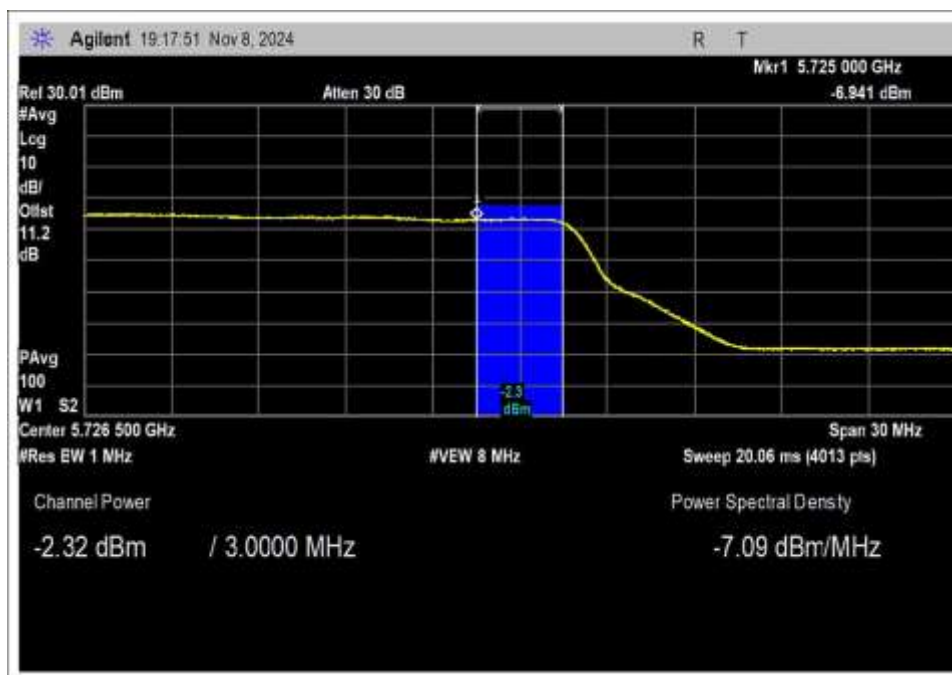 Agilent 19:17:51 Nov 8, 2024
R T
Mkr1 5.725 000 GHz
Ref 30.01 dBm Atten 30 dB -6.941 dBm
#Avg
Log
10
dB/
Offst
11.2
dB
1
PAvg
100
W1 S2
-2.3
dBm
Center 5.726 500 GHz Span 30 MHz
#Res BW 1 MHz #VBW 8 MHz Sweep 20.06 ms (4013 pts)
Channel Power Power Spectral Density
-2.32 dBm / 3.0000 MHz -7.09 dBm/MHz